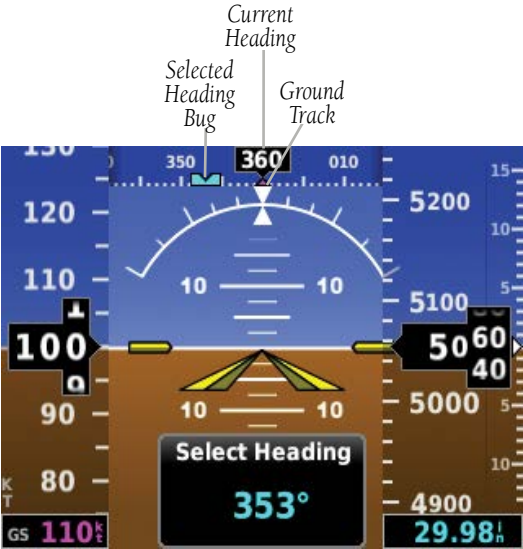 Current
Heading
Selected
Heading
Bug
Ground
Track
350 360 010
120
110
100
90
80
KT
GS 110kt
10 10
10 10
Select Heading
353°
5200
5100
5060
40
5000
4900
29.98in
15
10
5
5
10